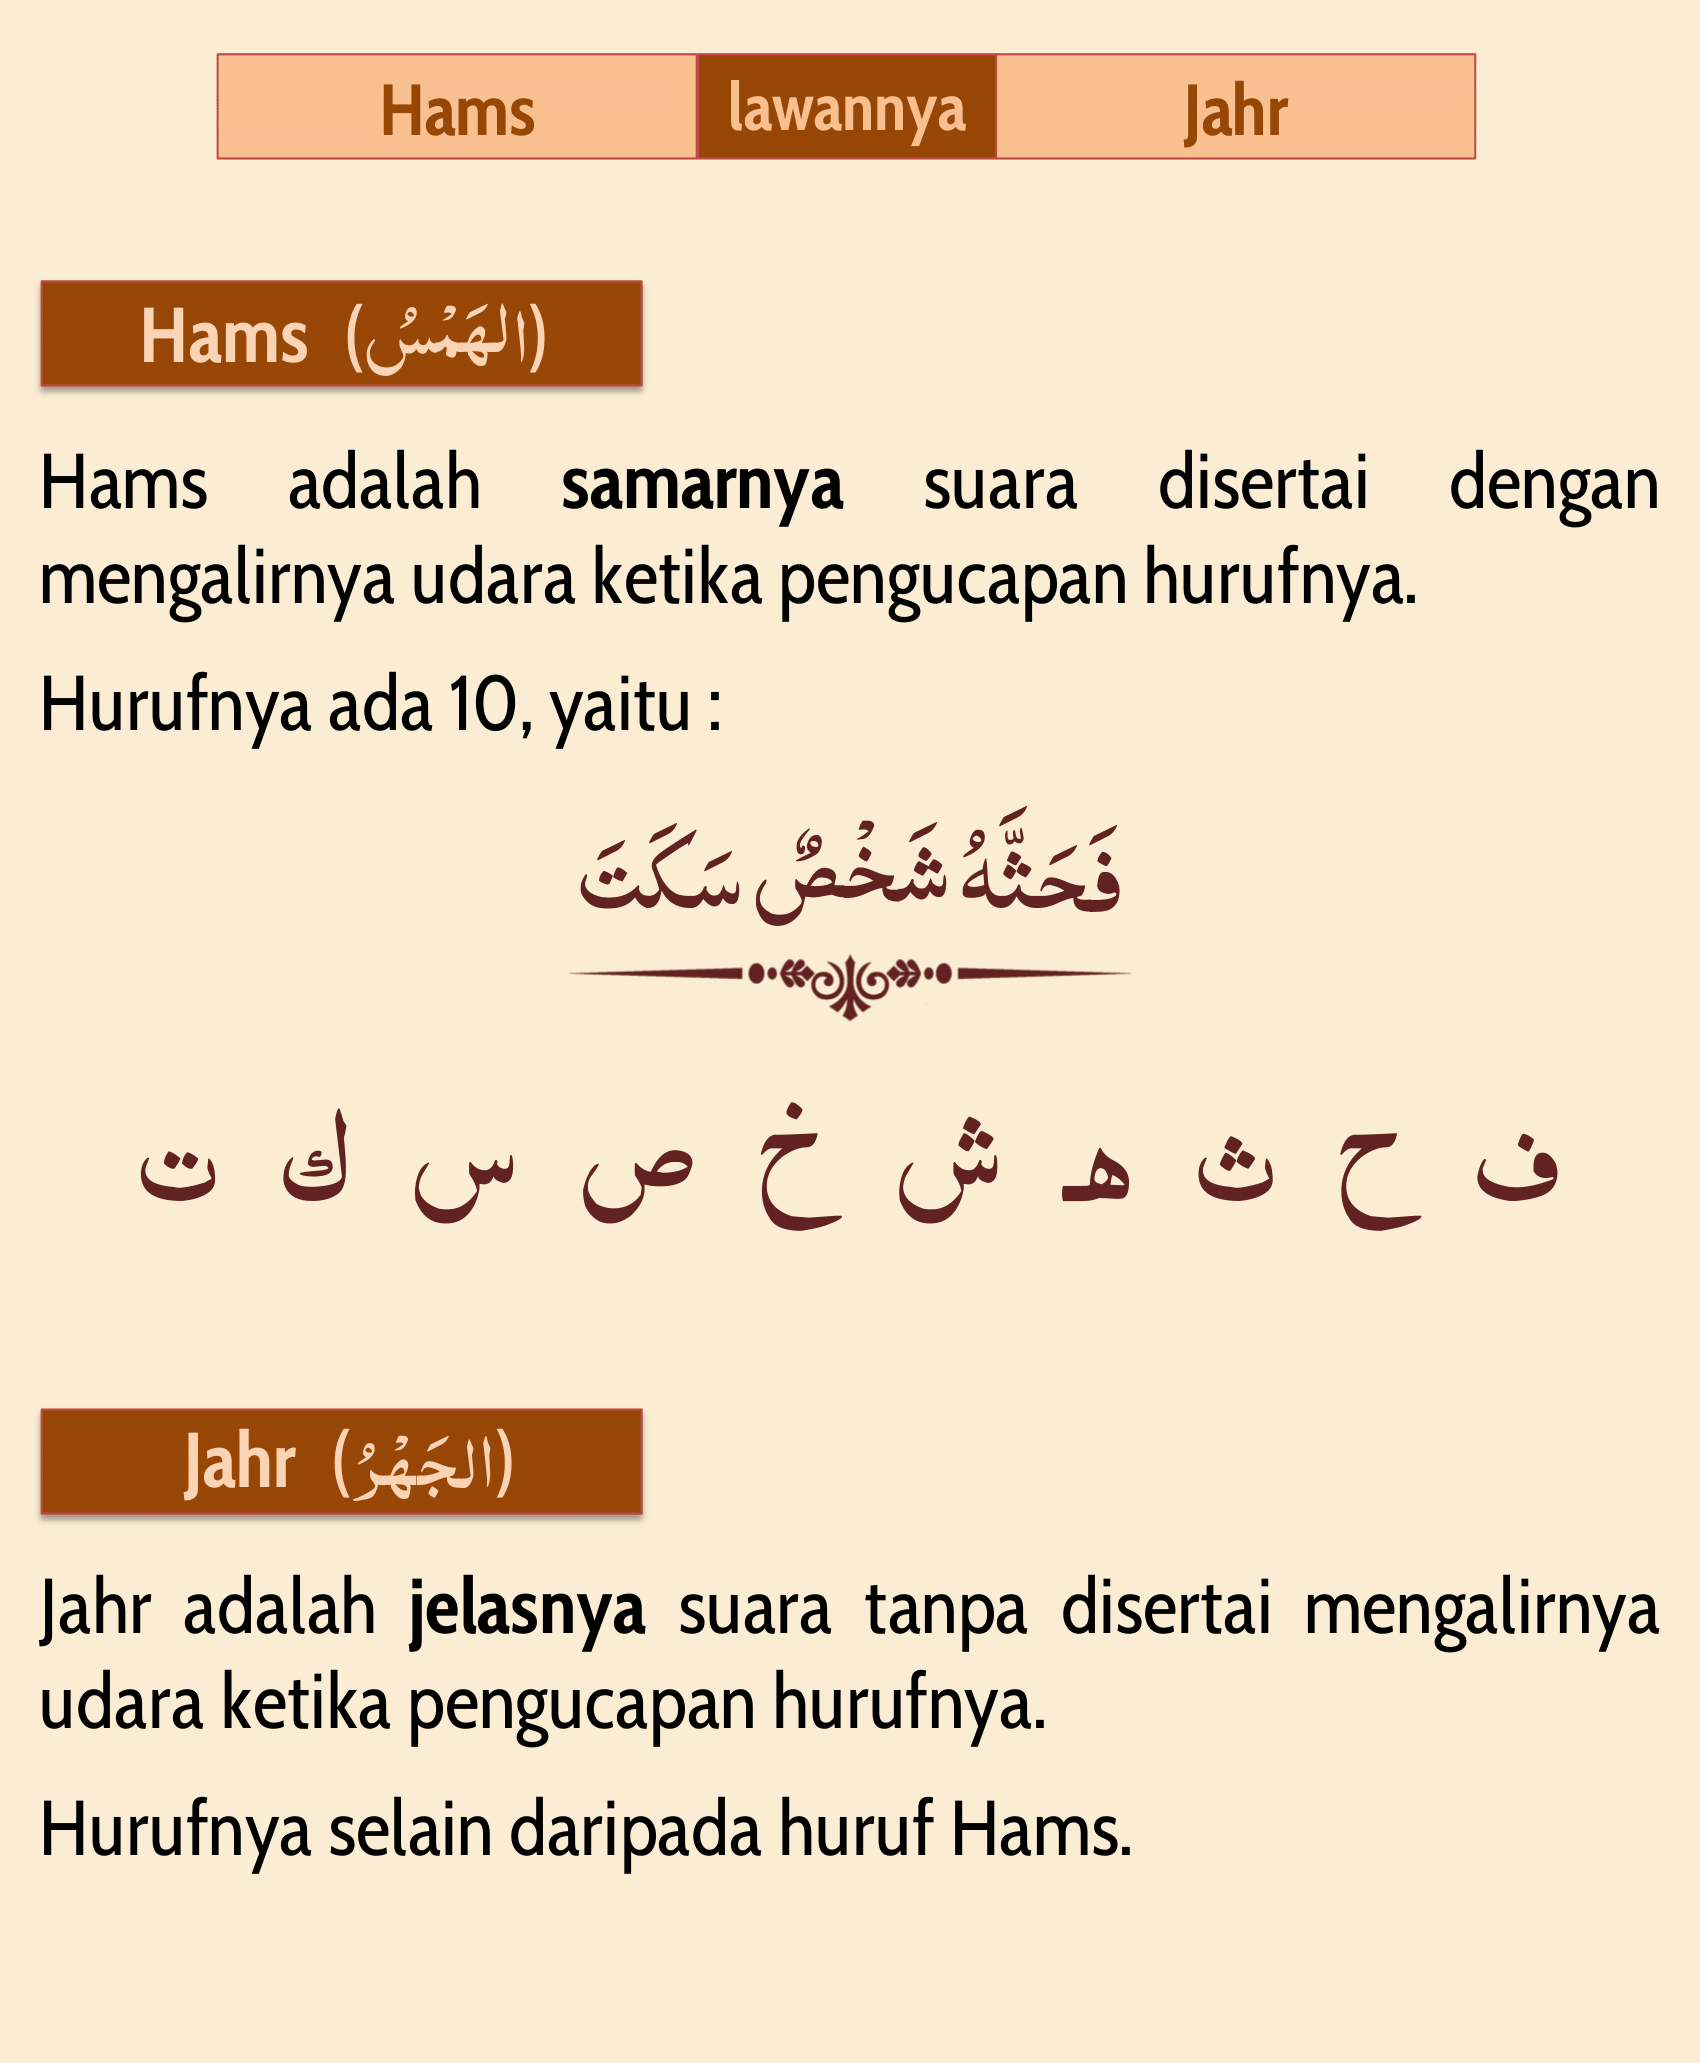 Hams lawannya Jahr
Hams (الهَمْسُ)
Hams adalah samarnya suara disertai dengan
mengalirnya udara ketika pengucapan hurufnya.
Hurufnya ada 10, yaitu :
فَحَثَّهُ شَخْصٌ سَكَتَ
ف ح ث هـ ش خ ص س ك ت
Jahr (الجَهْرُ)
Jahr adalah jelasnya suara tanpa disertai mengalirnya
udara ketika pengucapan hurufnya.
Hurufnya selain daripada huruf Hams.